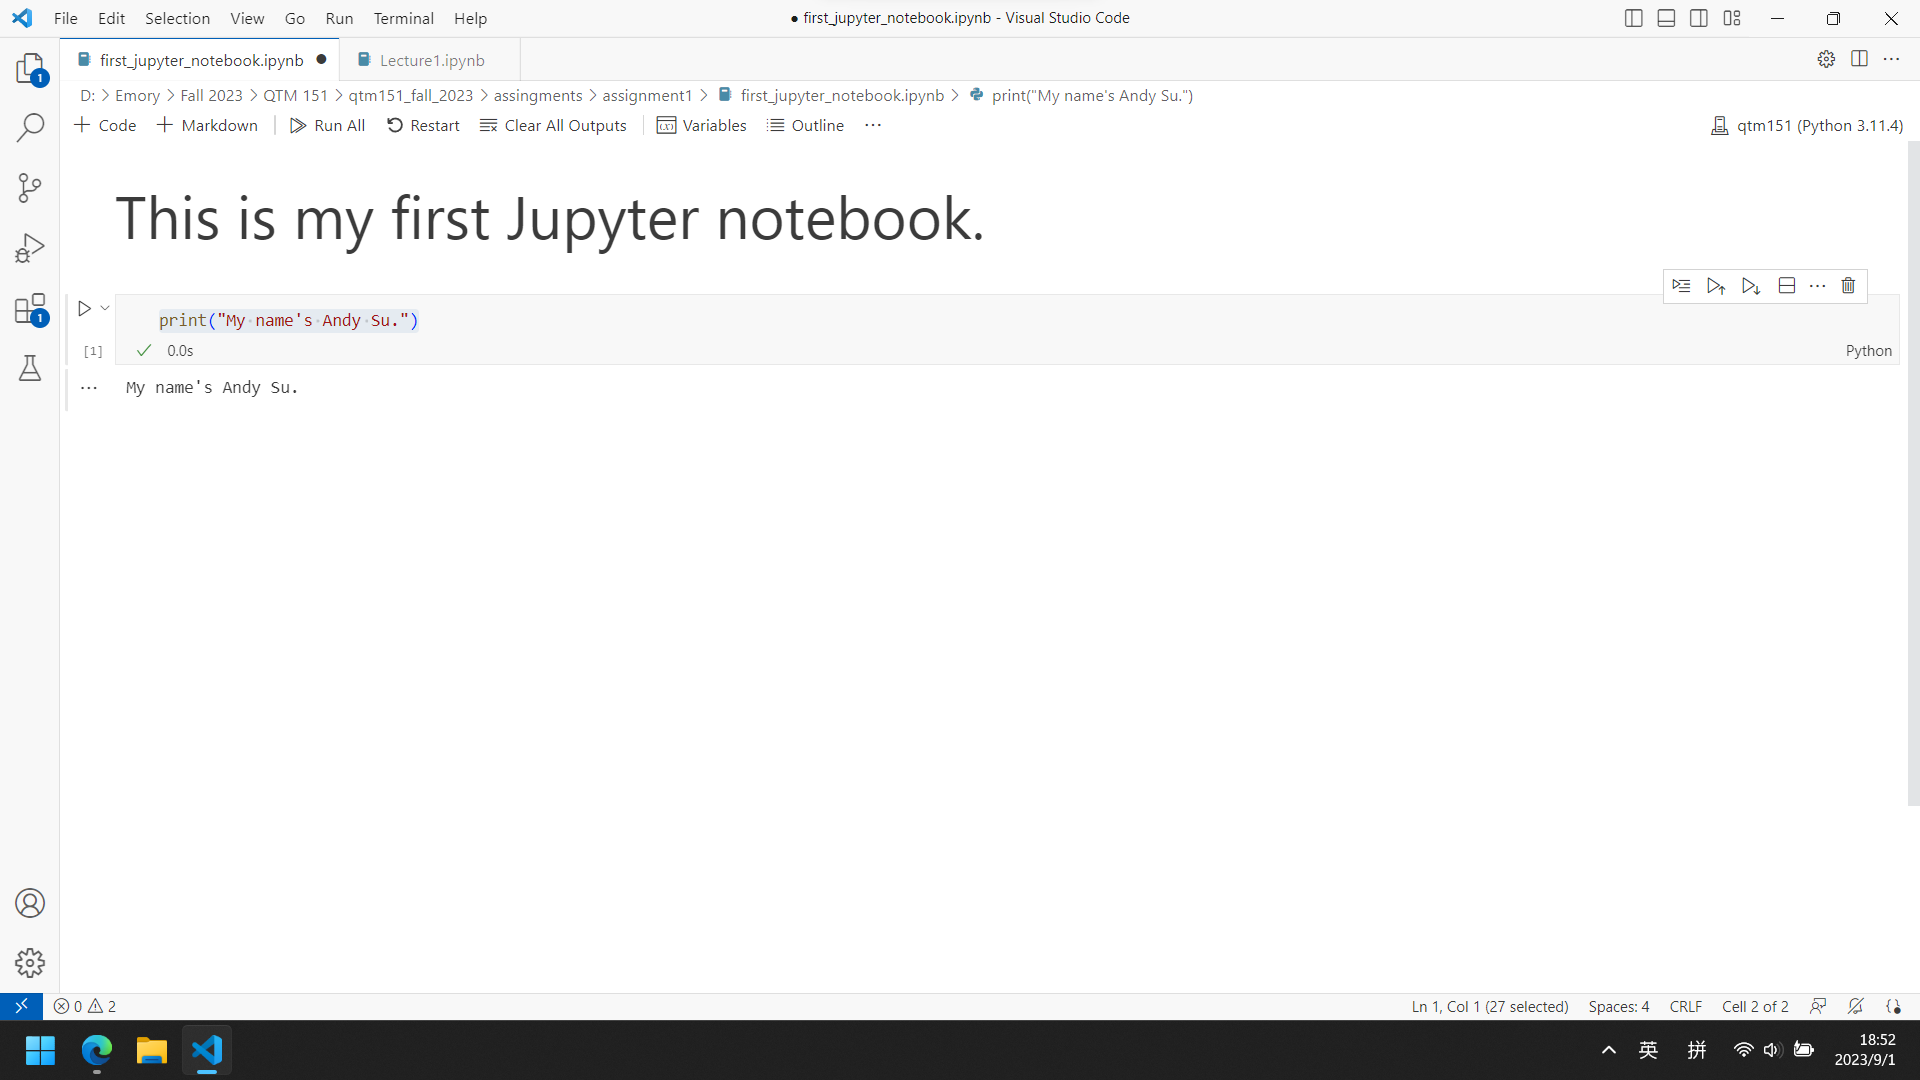 File Edit Selection View Go Run Terminal Help
● first_jupyter_notebook.ipynb - Visual Studio Code
first_jupyter_notebook.ipynb ●
Lecture1.ipynb
D: > Emory > Fall 2023 > QTM 151 > qtm151_fall_2023 > assingments > assignment1 > first_jupyter_notebook.ipynb > print("My name's Andy Su.")
+ Code + Markdown | Run All Restart Clear All Outputs | Variables Outline ···
qtm151 (Python 3.11.4)
This is my first Jupyter notebook.
print("My name's Andy Su.")
[1] ✓ 0.0s
Python
··· My name's Andy Su.
1
1
0 2
Ln 1, Col 1 (27 selected) Spaces: 4 CRLF Cell 2 of 2
英 拼
18:52
2023/9/1